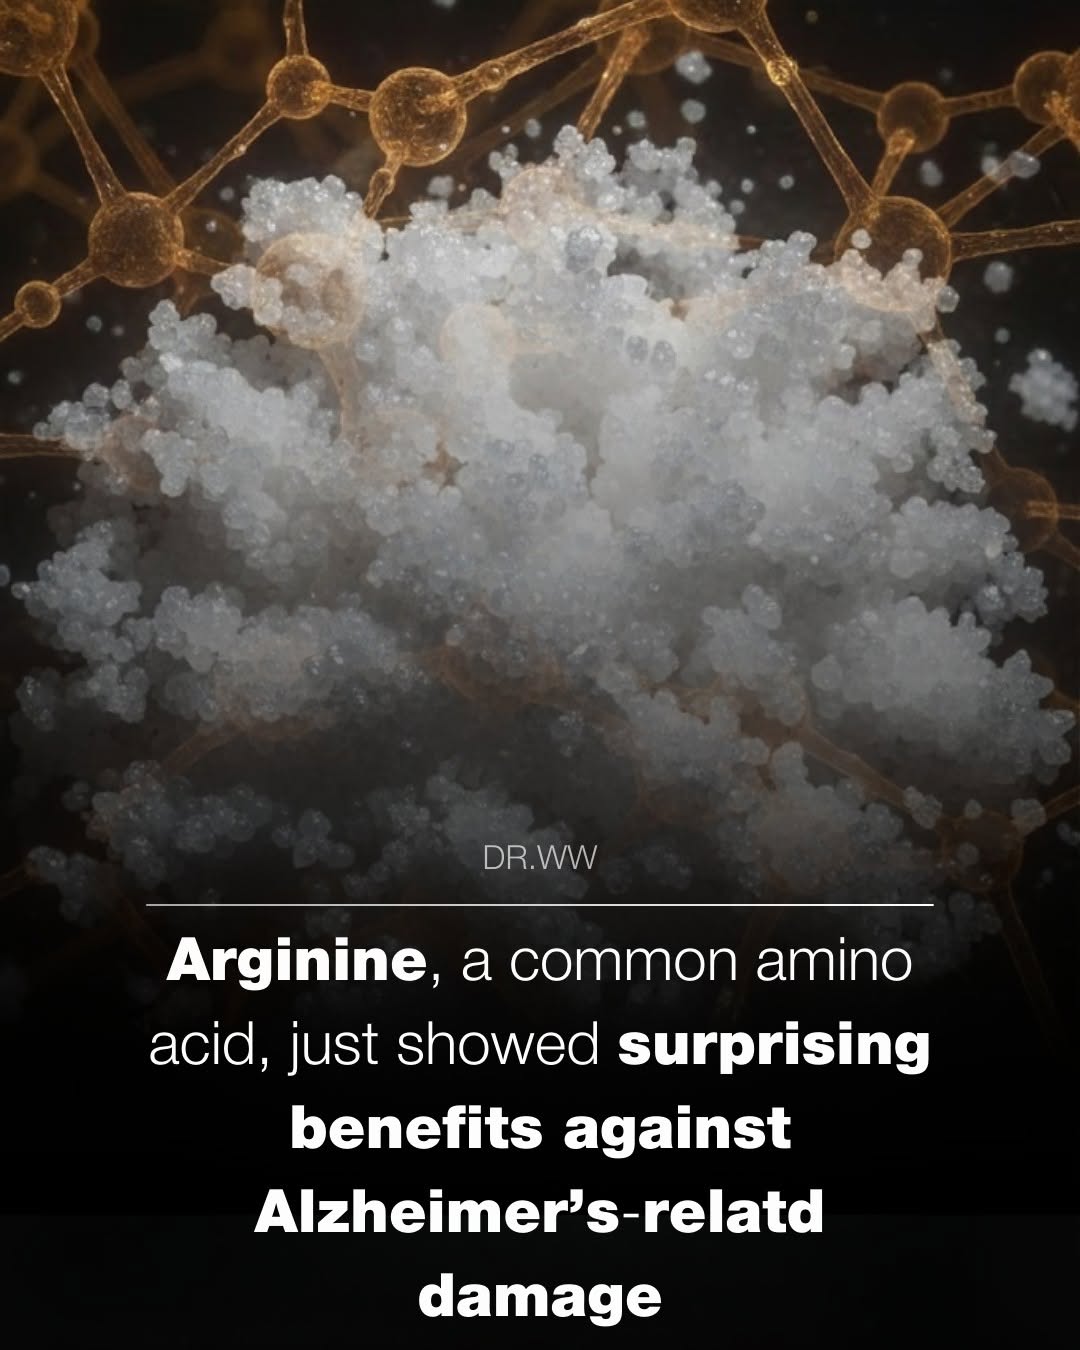 DR.WW
Arginine, a common amino
acid, just showed surprising
benefits against
Alzheimer’s-relatd
damage